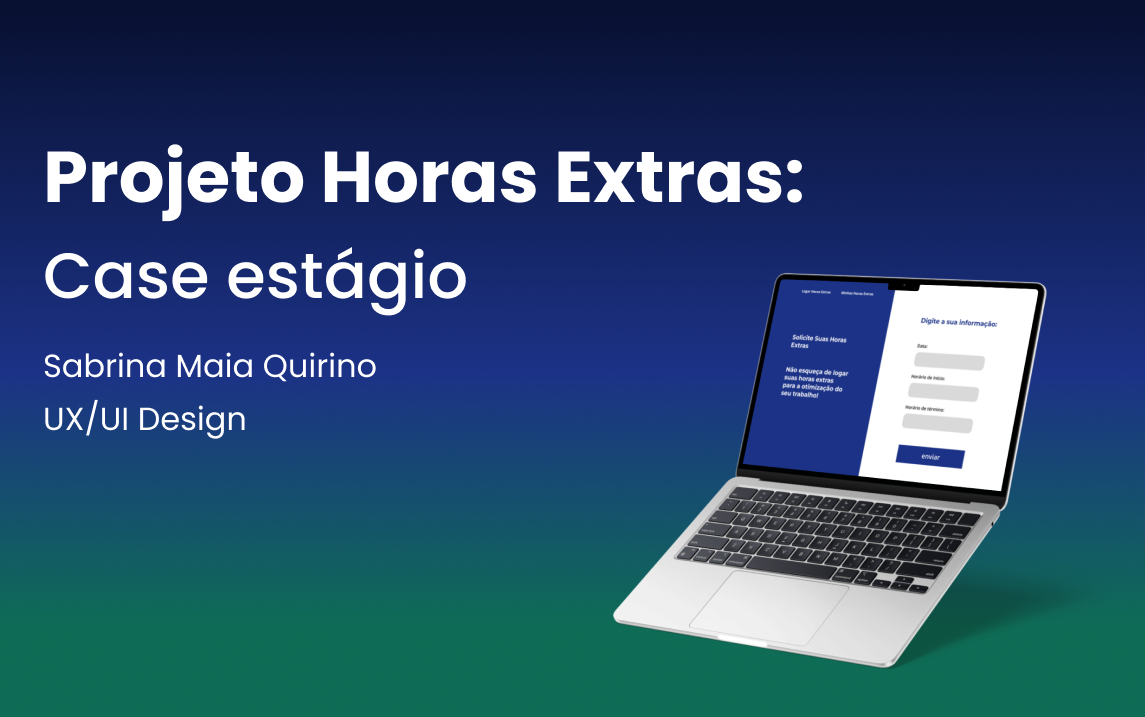 Projeto Horas Extras:
Case estágio
Sabrina Maia Quirino
UX/UI Design
Logar Horas Extras Minhas Horas Extras
Solicite Suas Horas
Extras
Não esqueça de logar
suas horas extras
para a otimização do
seu trabalho!
Digite a sua informação:
Data:
Horário de início:
Horário de término:
enviar